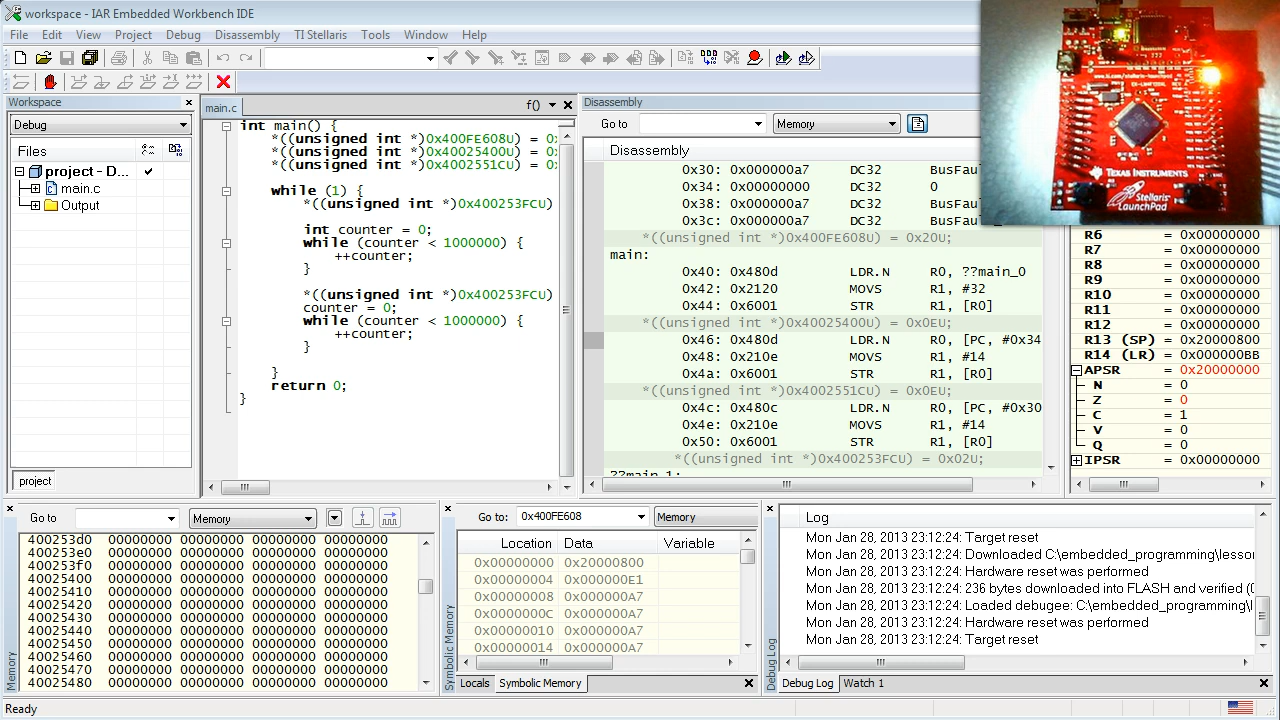 workspace - IAR Embedded Workbench IDE
File Edit View Project Debug Disassembly TI Stellaris Tools Window Help
Workspace
Debug
Files
project - D...
main.c
Output
project
main.c f()
int main() {
*((unsigned int *)0x400FE608U) = 0x
*((unsigned int *)0x40025400U) = 0x
*((unsigned int *)0x4002551CU) = 0x
while (1) {
*((unsigned int *)0x400253FCU)
int counter = 0;
while (counter < 1000000) {
++counter;
}
*((unsigned int *)0x400253FCU)
counter = 0;
while (counter < 1000000) {
++counter;
}
}
return 0;
}
Disassembly
Go to Memory
Disassembly
0x30: 0x000000a7 DC32 BusFau
0x34: 0x00000000 DC32 0
0x38: 0x000000a7 DC32 BusFau
0x3c: 0x000000a7 DC32 BusFau
*((unsigned int *)0x400FE608U) = 0x20U;
main:
0x40: 0x480d LDR.N R0, ??main_0
0x42: 0x2120 MOVS R1, #32
0x44: 0x6001 STR R1, [R0]
*((unsigned int *)0x40025400U) = 0x0EU;
0x46: 0x480d LDR.N R0, [PC, #0x34
0x48: 0x210e MOVS R1, #14
0x4a: 0x6001 STR R1, [R0]
*((unsigned int *)0x4002551CU) = 0x0EU;
0x4c: 0x480c LDR.N R0, [PC, #0x30
0x4e: 0x210e MOVS R1, #14
0x50: 0x6001 STR R1, [R0]
*((unsigned int *)0x400253FCU) = 0x02U;
??main_1:
www.ti.com/stellaris-launchpad
TEXAS INSTRUMENTS
Stellaris
LaunchPad
R6 = 0x00000000
R7 = 0x00000000
R8 = 0x00000000
R9 = 0x00000000
R10 = 0x00000000
R11 = 0x00000000
R12 = 0x00000000
R13 (SP) = 0x20000800
R14 (LR) = 0x000000BB
APSR = 0x20000000
N = 0
Z = 0
C = 1
V = 0
Q = 0
IPSR = 0x00000000
Go to Memory
400253d0 00000000 00000000 00000000 00000000
400253e0 00000000 00000000 00000000 00000000
400253f0 00000000 00000000 00000000 00000000
40025400 00000000 00000000 00000000 00000000
40025410 00000000 00000000 00000000 00000000
40025420 00000000 00000000 00000000 00000000
40025430 00000000 00000000 00000000 00000000
40025440 00000000 00000000 00000000 00000000
40025450 00000000 00000000 00000000 00000000
40025460 00000000 00000000 00000000 00000000
40025470 00000000 00000000 00000000 00000000
40025480 00000000 00000000 00000000 00000000
Memory
Go to: 0x400FE608 Memory
Location Data Variable
0x00000000 0x20000800
0x00000004 0x000000E1
0x00000008 0x000000A7
0x0000000C 0x000000A7
0x00000010 0x000000A7
0x00000014 0x000000A7
Locals Symbolic Memory
Symbolic Memory
Log
Mon Jan 28, 2013 23:12:24: Target reset
Mon Jan 28, 2013 23:12:24: Downloaded C:\embedded_programming\lesso
Mon Jan 28, 2013 23:12:24: Hardware reset was performed
Mon Jan 28, 2013 23:12:24: 236 bytes downloaded into FLASH and verified (0
Mon Jan 28, 2013 23:12:24: Loaded debugee: C:\embedded_programming\l
Mon Jan 28, 2013 23:12:24: Hardware reset was performed
Mon Jan 28, 2013 23:12:24: Target reset
Debug Log Watch 1
Debug Log
Ready